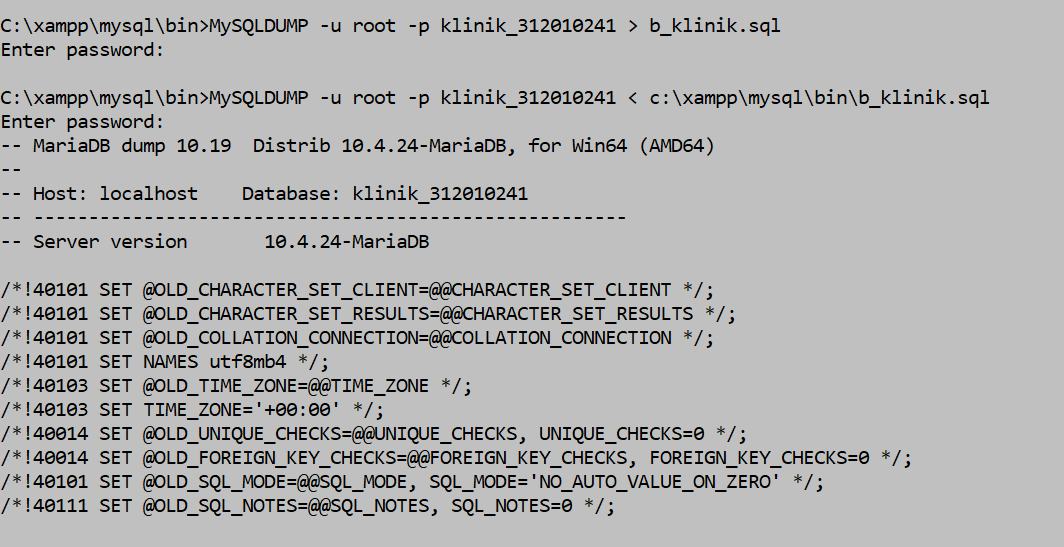 C:\xampp\mysql\bin>MySQLDUMP -u root -p klinik_312010241 > b_klinik.sql
Enter password:
C:\xampp\mysql\bin>MySQLDUMP -u root -p klinik_312010241 < c:\xampp\mysql\bin\b_klinik.sql
Enter password:
-- MariaDB dump 10.19  Distrib 10.4.24-MariaDB, for Win64 (AMD64)
--
-- Host: localhost    Database: klinik_312010241
-- ------------------------------------------------------
-- Server version       10.4.24-MariaDB
/*!40101 SET @OLD_CHARACTER_SET_CLIENT=@@CHARACTER_SET_CLIENT */;
/*!40101 SET @OLD_CHARACTER_SET_RESULTS=@@CHARACTER_SET_RESULTS */;
/*!40101 SET @OLD_COLLATION_CONNECTION=@@COLLATION_CONNECTION */;
/*!40101 SET NAMES utf8mb4 */;
/*!40103 SET @OLD_TIME_ZONE=@@TIME_ZONE */;
/*!40103 SET TIME_ZONE='+00:00' */;
/*!40014 SET @OLD_UNIQUE_CHECKS=@@UNIQUE_CHECKS, UNIQUE_CHECKS=0 */;
/*!40014 SET @OLD_FOREIGN_KEY_CHECKS=@@FOREIGN_KEY_CHECKS, FOREIGN_KEY_CHECKS=0 */;
/*!40101 SET @OLD_SQL_MODE=@@SQL_MODE, SQL_MODE='NO_AUTO_VALUE_ON_ZERO' */;
/*!40111 SET @OLD_SQL_NOTES=@@SQL_NOTES, SQL_NOTES=0 */;